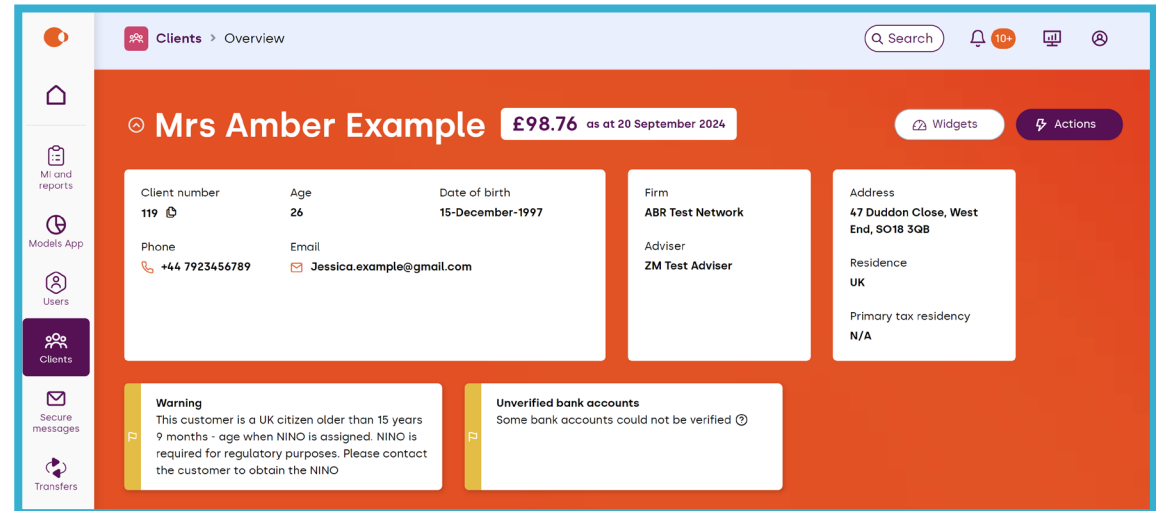 Clients > Overview
Search
10+
Mrs Amber Example
£98.76 as at 20 September 2024
Widgets
Actions
MI and
reports
Models App
Users
Clients
Secure
messages
Transfers
Client number
119
Age
26
Date of birth
15-December-1997
Phone
+44 7923456789
Email
Jessica.example@gmail.com
Firm
ABR Test Network
Adviser
ZM Test Adviser
Address
47 Duddon Close, West
End, SO18 3QB
Residence
UK
Primary tax residency
N/A
Warning
This customer is a UK citizen older than 15 years
9 months - age when NINO is assigned. NINO is
required for regulatory purposes. Please contact
the customer to obtain the NINO
Unverified bank accounts
Some bank accounts could not be verified